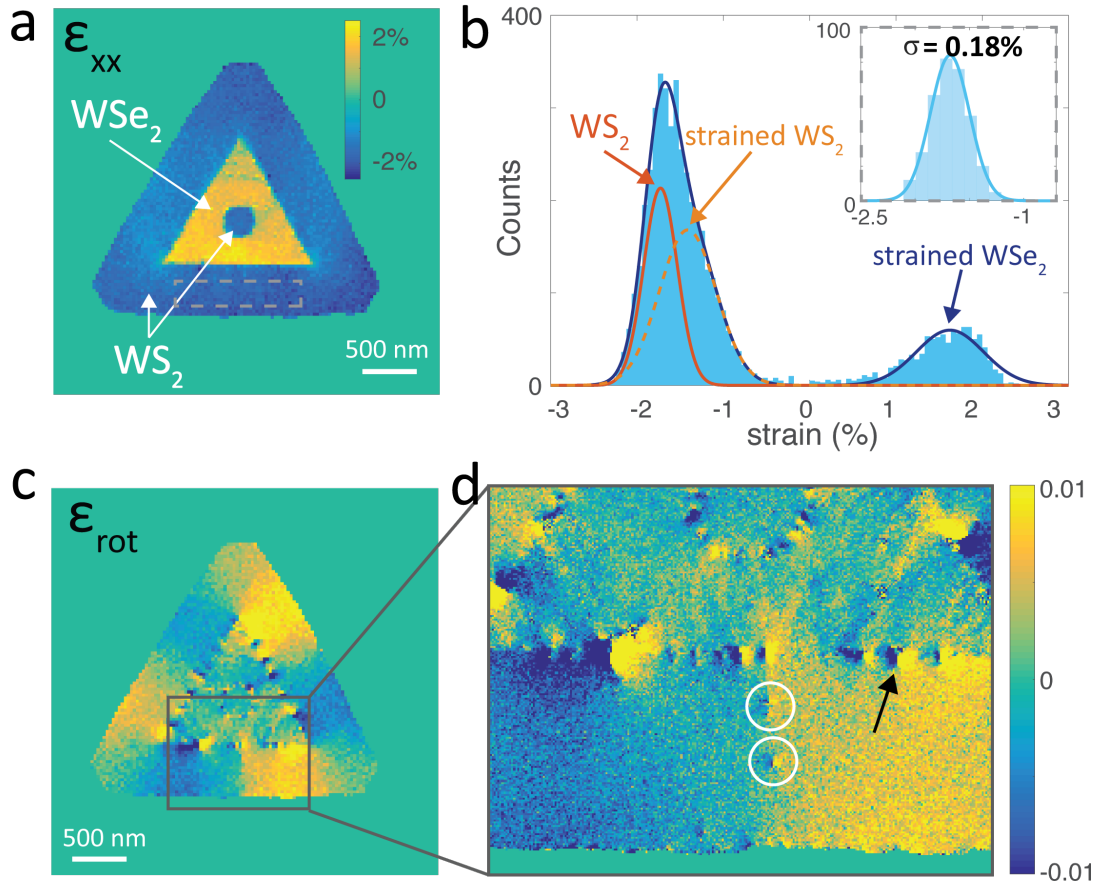 a
ε
xx
2%
0
-2%
WSe₂
WS₂
500 nm
b
400
0
Counts
WS₂
strained WS₂
strained WSe₂
-3
-2
-1
0
1
2
3
strain (%)
100
σ = 0.18%
0
-2.5
-1
c
ε
rot
500 nm
d
0.01
0
-0.01